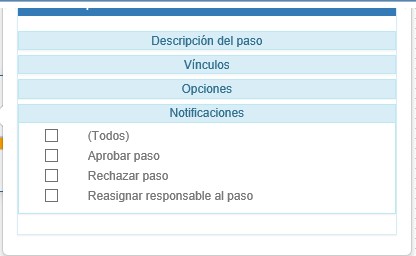 Descripción del paso
Vínculos
Opciones
Notificaciones
(Todos)
Aprobar paso
Rechazar paso
Reasignar responsable al paso